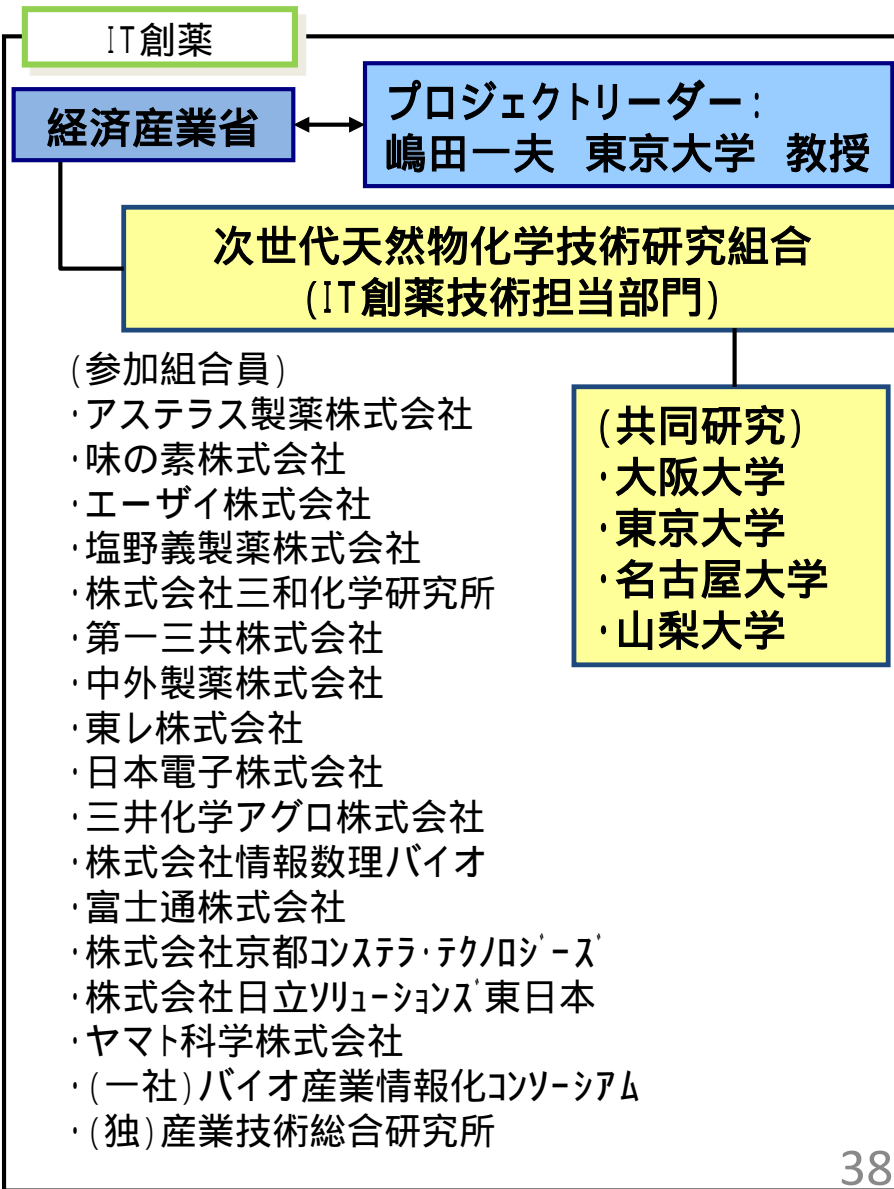 IT創薬
経済産業省
プロジェクトリーダー：
嶋田一夫 東京大学 教授
次世代天然物化学技術研究組合
(IT創薬技術担当部門)
(参加組合員)
・アステラス製薬株式会社
・味の素株式会社
・エーザイ株式会社
・塩野義製薬株式会社
・株式会社三和化学研究所
・第一三共株式会社
・中外製薬株式会社
・東レ株式会社
・日本電子株式会社
・三井化学アグロ株式会社
・株式会社情報数理バイオ
・富士通株式会社
・株式会社京都ｺﾝｽﾃﾗ･ﾃｸﾉﾛｼﾞｰｽﾞ
・株式会社日立ｿﾘｭｰｼｮﾝｽﾞ東日本
・ヤマト科学株式会社
・(一社)バイオ産業情報化ｺﾝｿｰｼｱﾑ
・(独)産業技術総合研究所
(共同研究)
・大阪大学
・東京大学
・名古屋大学
・山梨大学
38